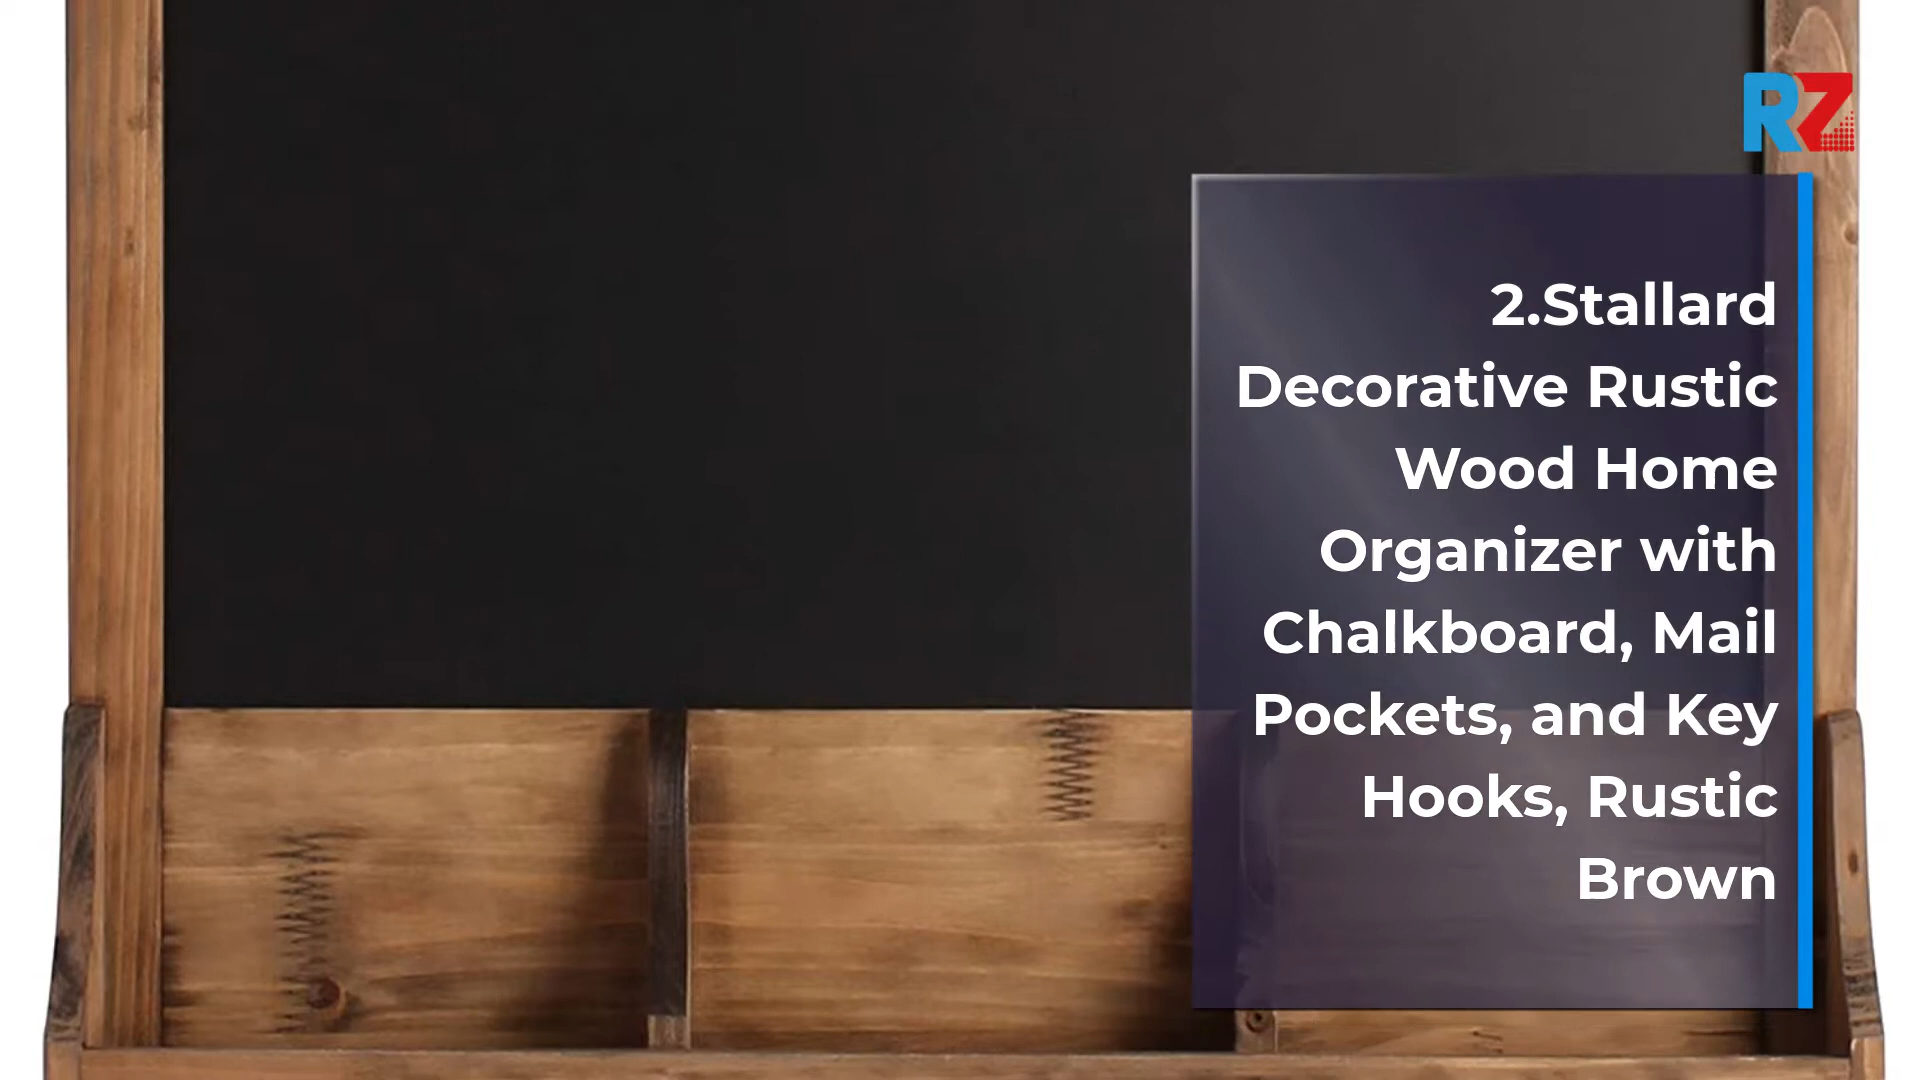 RZ
2.Stallard
Decorative Rustic
Wood Home
Organizer with
Chalkboard, Mail
Pockets, and Key
Hooks, Rustic
Brown